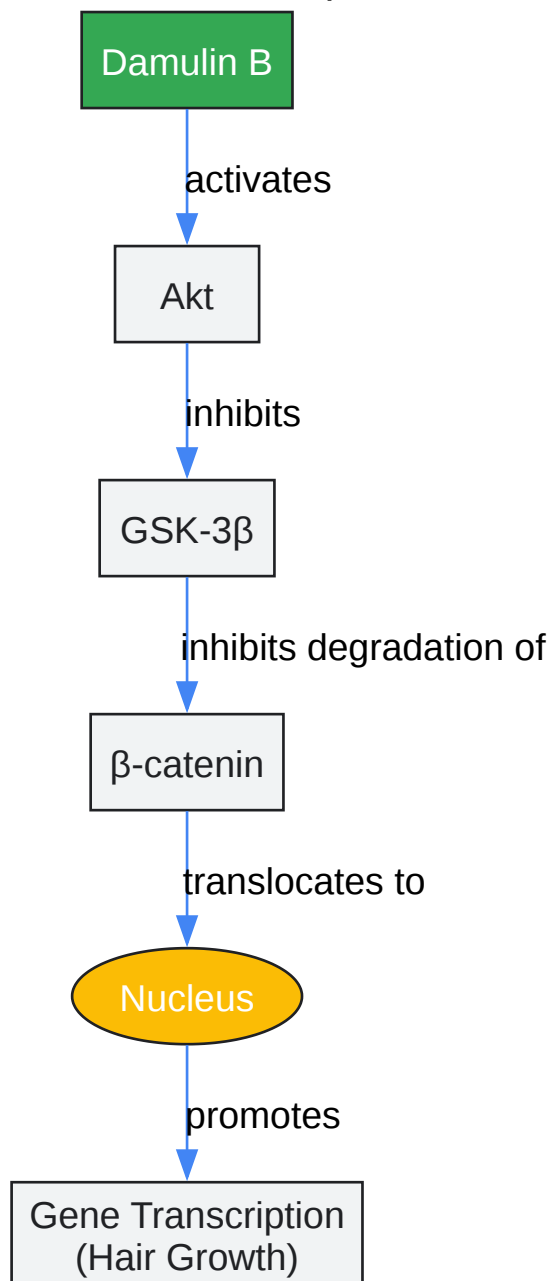 Damulin B
activates
Akt
inhibits
GSK-3β
inhibits degradation of
β-catenin
translocates to
Nucleus
promotes
Gene Transcription
(Hair Growth)